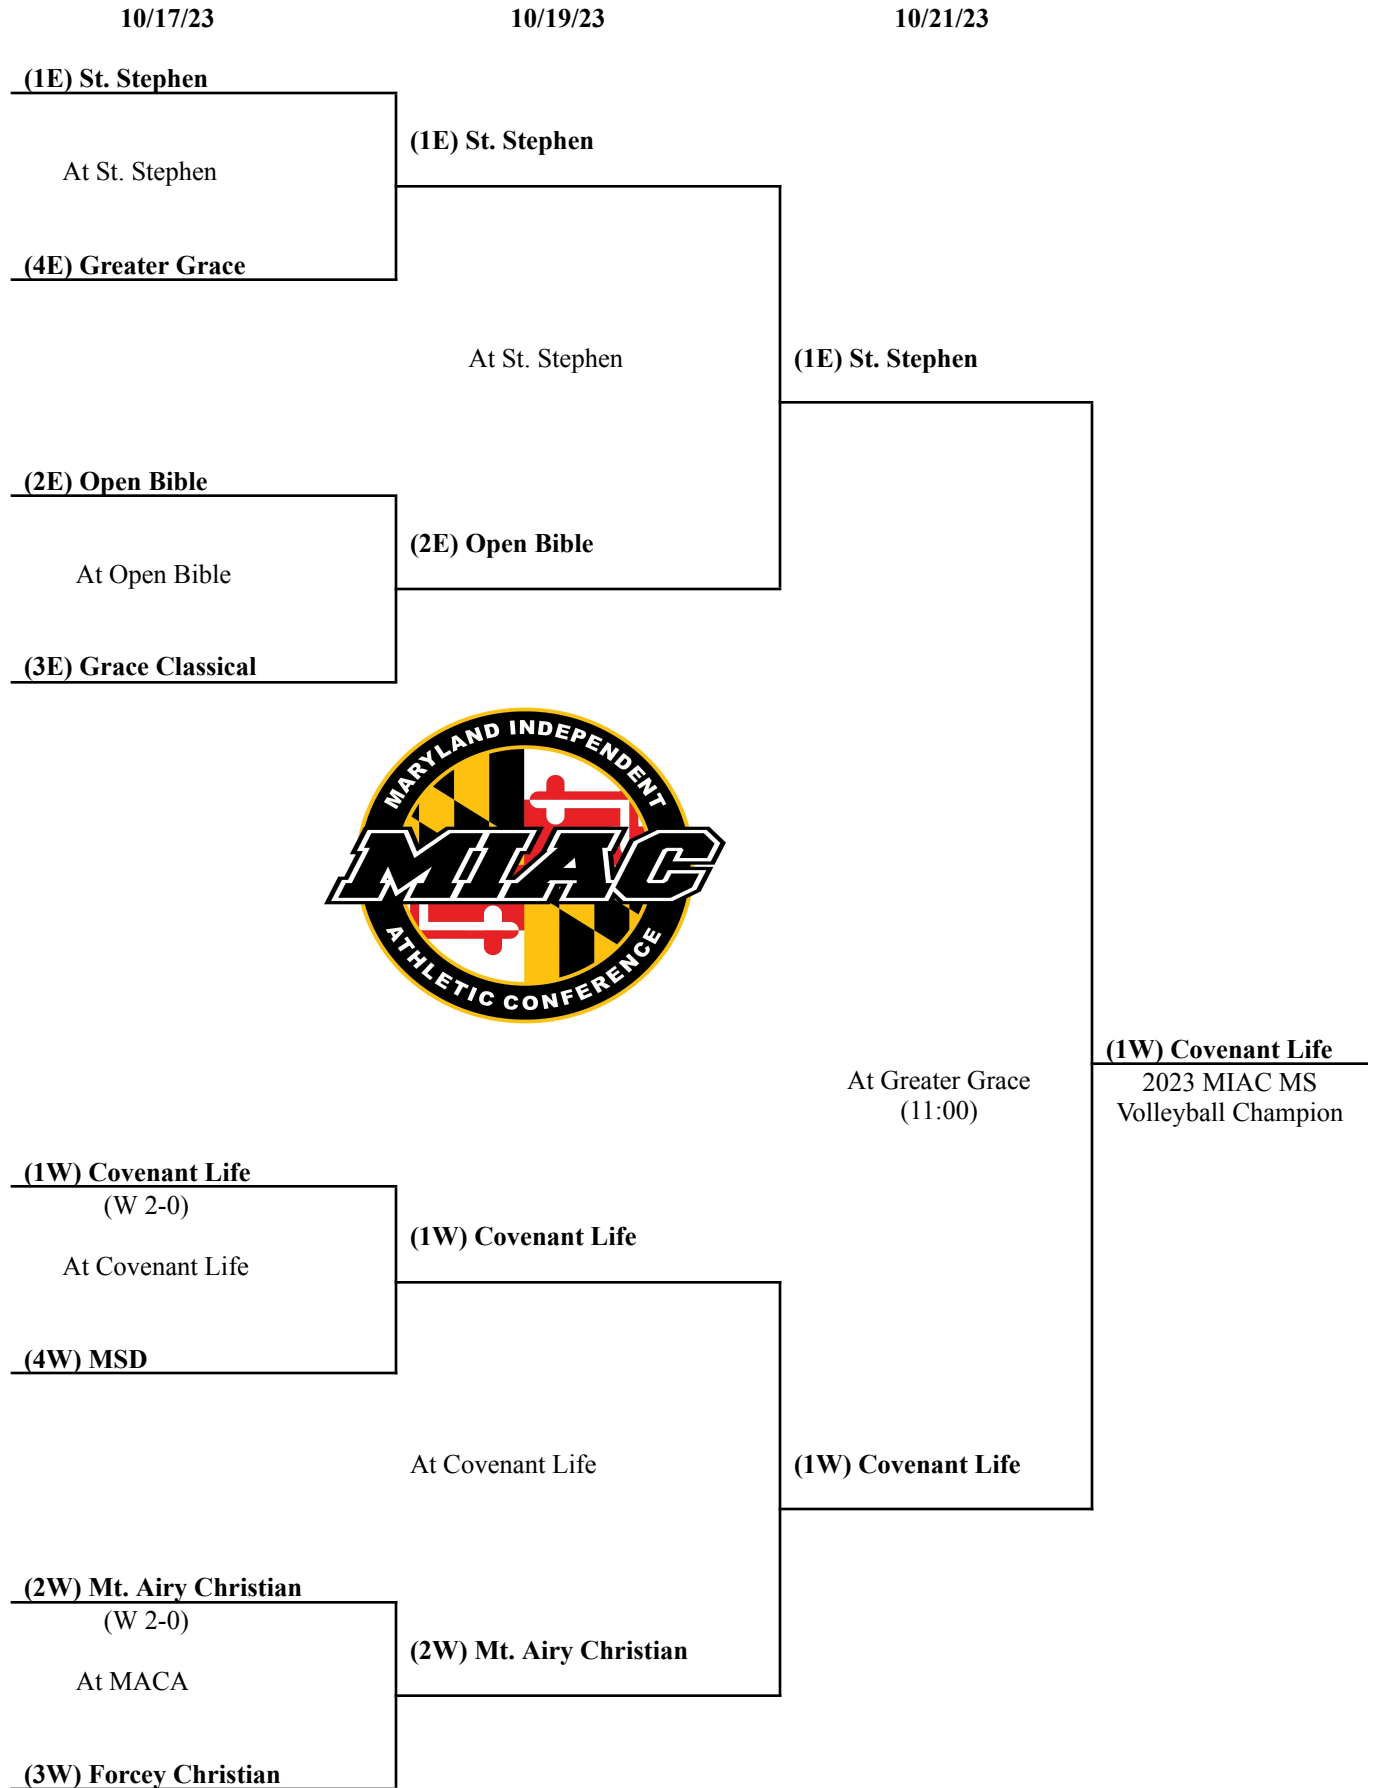 10/17/23 10/19/23 10/21/23
(1E) St. Stephen
(1E) St. Stephen
At St. Stephen
(4E) Greater Grace
At St. Stephen
(1E) St. Stephen
(2E) Open Bible
(2E) Open Bible
At Open Bible
(3E) Grace Classical
MARYLAND INDEPENDENT
MIAC
ATHLETIC CONFERENCE
(1W) Covenant Life
2023 MIAC MS
Volleyball Champion
At Greater Grace
(11:00)
(1W) Covenant Life
(W 2-0)
(1W) Covenant Life
At Covenant Life
(4W) MSD
At Covenant Life
(1W) Covenant Life
(2W) Mt. Airy Christian
(W 2-0)
(2W) Mt. Airy Christian
At MACA
(3W) Forcey Christian